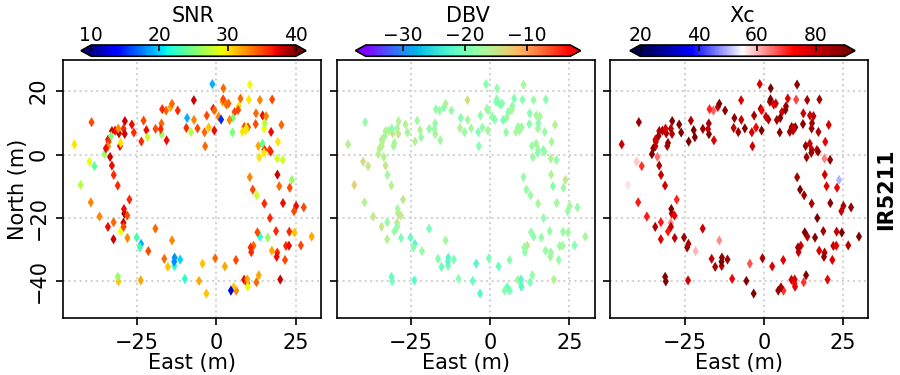 SNR DBV Xc
10 20 30 40 −30 −20 −10 20 40 60 80
20
0
−20
−40
North (m)
IR5211
−25 0 25 −25 0 25 −25 0 25
East (m) East (m) East (m)